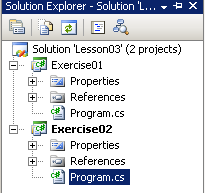 Solution Explorer - Solution 'L...
Solution 'Lesson03' (2 projects)
Exercise01
Properties
References
Program.cs
Exercise02
Properties
References
Program.cs